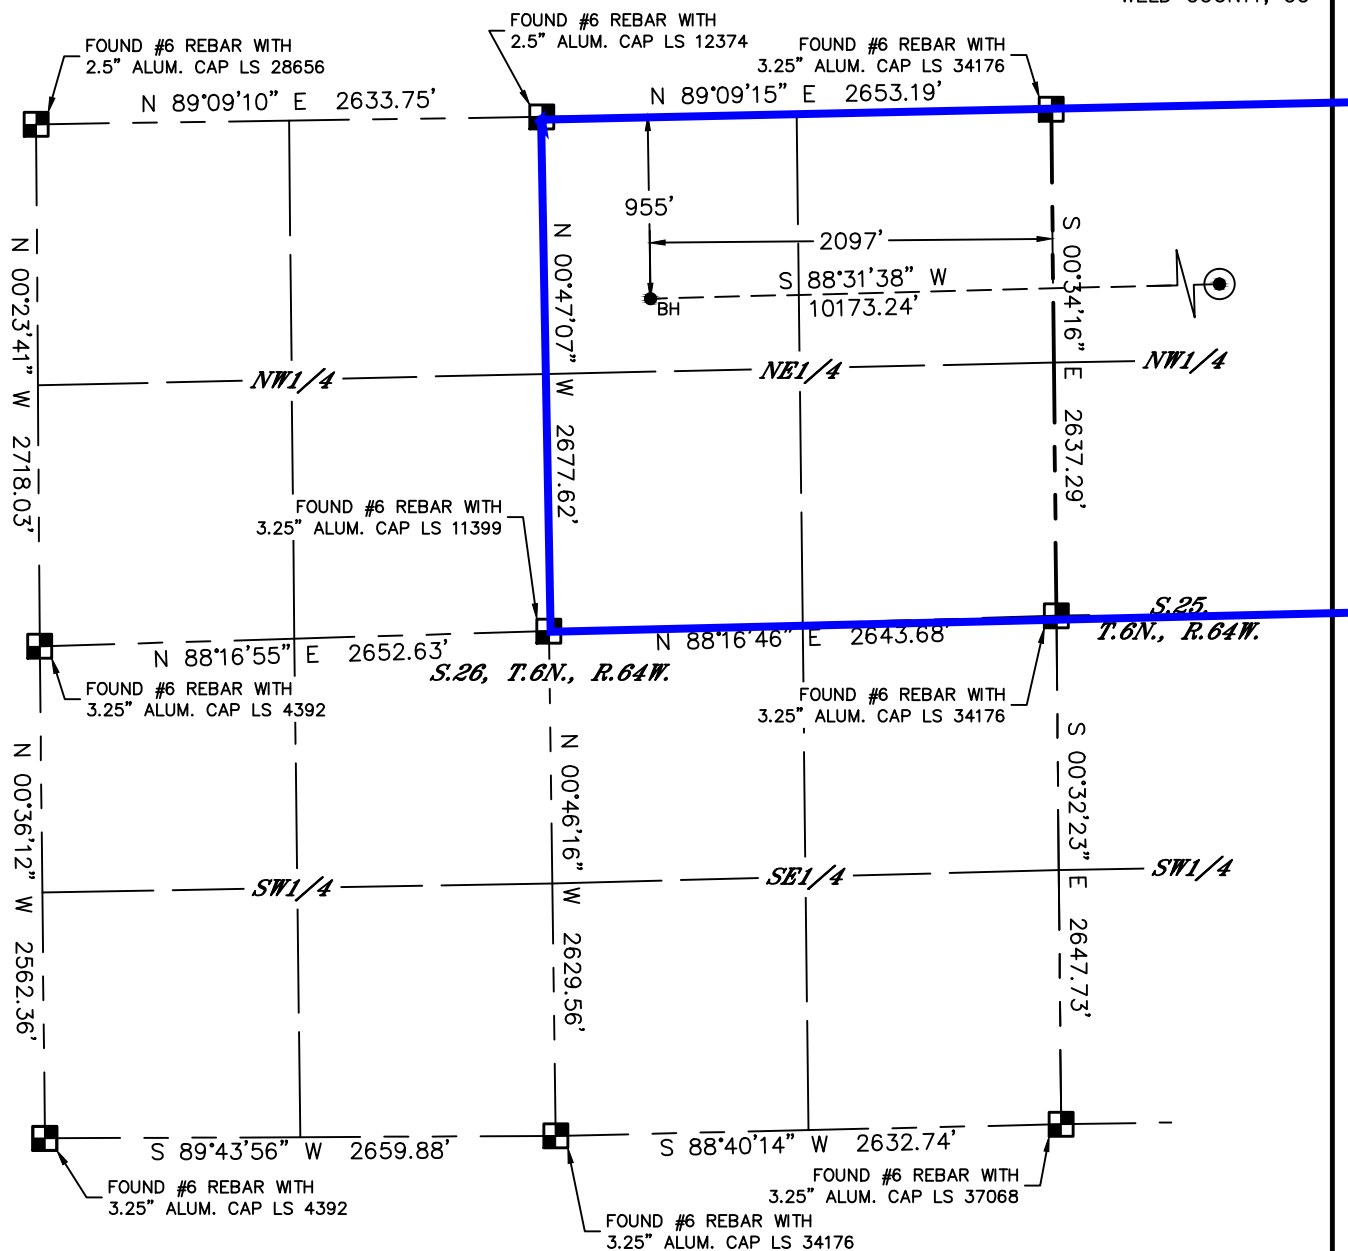 FOUND #6 REBAR WITH
2.5" ALUM. CAP LS 28656
FOUND #6 REBAR WITH
2.5" ALUM. CAP LS 12374
FOUND #6 REBAR WITH
3.25" ALUM. CAP LS 34176
N 89°09'10" E 2633.75'
N 89°09'15" E 2653.19'
955'
2097'
S 88°31'38" W
10173.24'
BH
N 00°23'41" W 2718.03'
N 00°47'07" W 2677.62'
S 00°34'16" E 2637.29'
NW1/4
NE1/4
NW1/4
FOUND #6 REBAR WITH
3.25" ALUM. CAP LS 11399
N 88°16'55" E 2652.63'
N 88°16'46" E 2643.68'
S.25,
T.6N., R.64W.
S.26, T.6N., R.64W.
FOUND #6 REBAR WITH
3.25" ALUM. CAP LS 4392
FOUND #6 REBAR WITH
3.25" ALUM. CAP LS 34176
N 00°36'12" W 2562.36'
N 00°46'16" W 2629.56'
S 00°32'23" E 2647.73'
SW1/4
SE1/4
SW1/4
S 89°43'56" W 2659.88'
S 88°40'14" W 2632.74'
FOUND #6 REBAR WITH
3.25" ALUM. CAP LS 4392
FOUND #6 REBAR WITH
3.25" ALUM. CAP LS 37068
FOUND #6 REBAR WITH
3.25" ALUM. CAP LS 34176